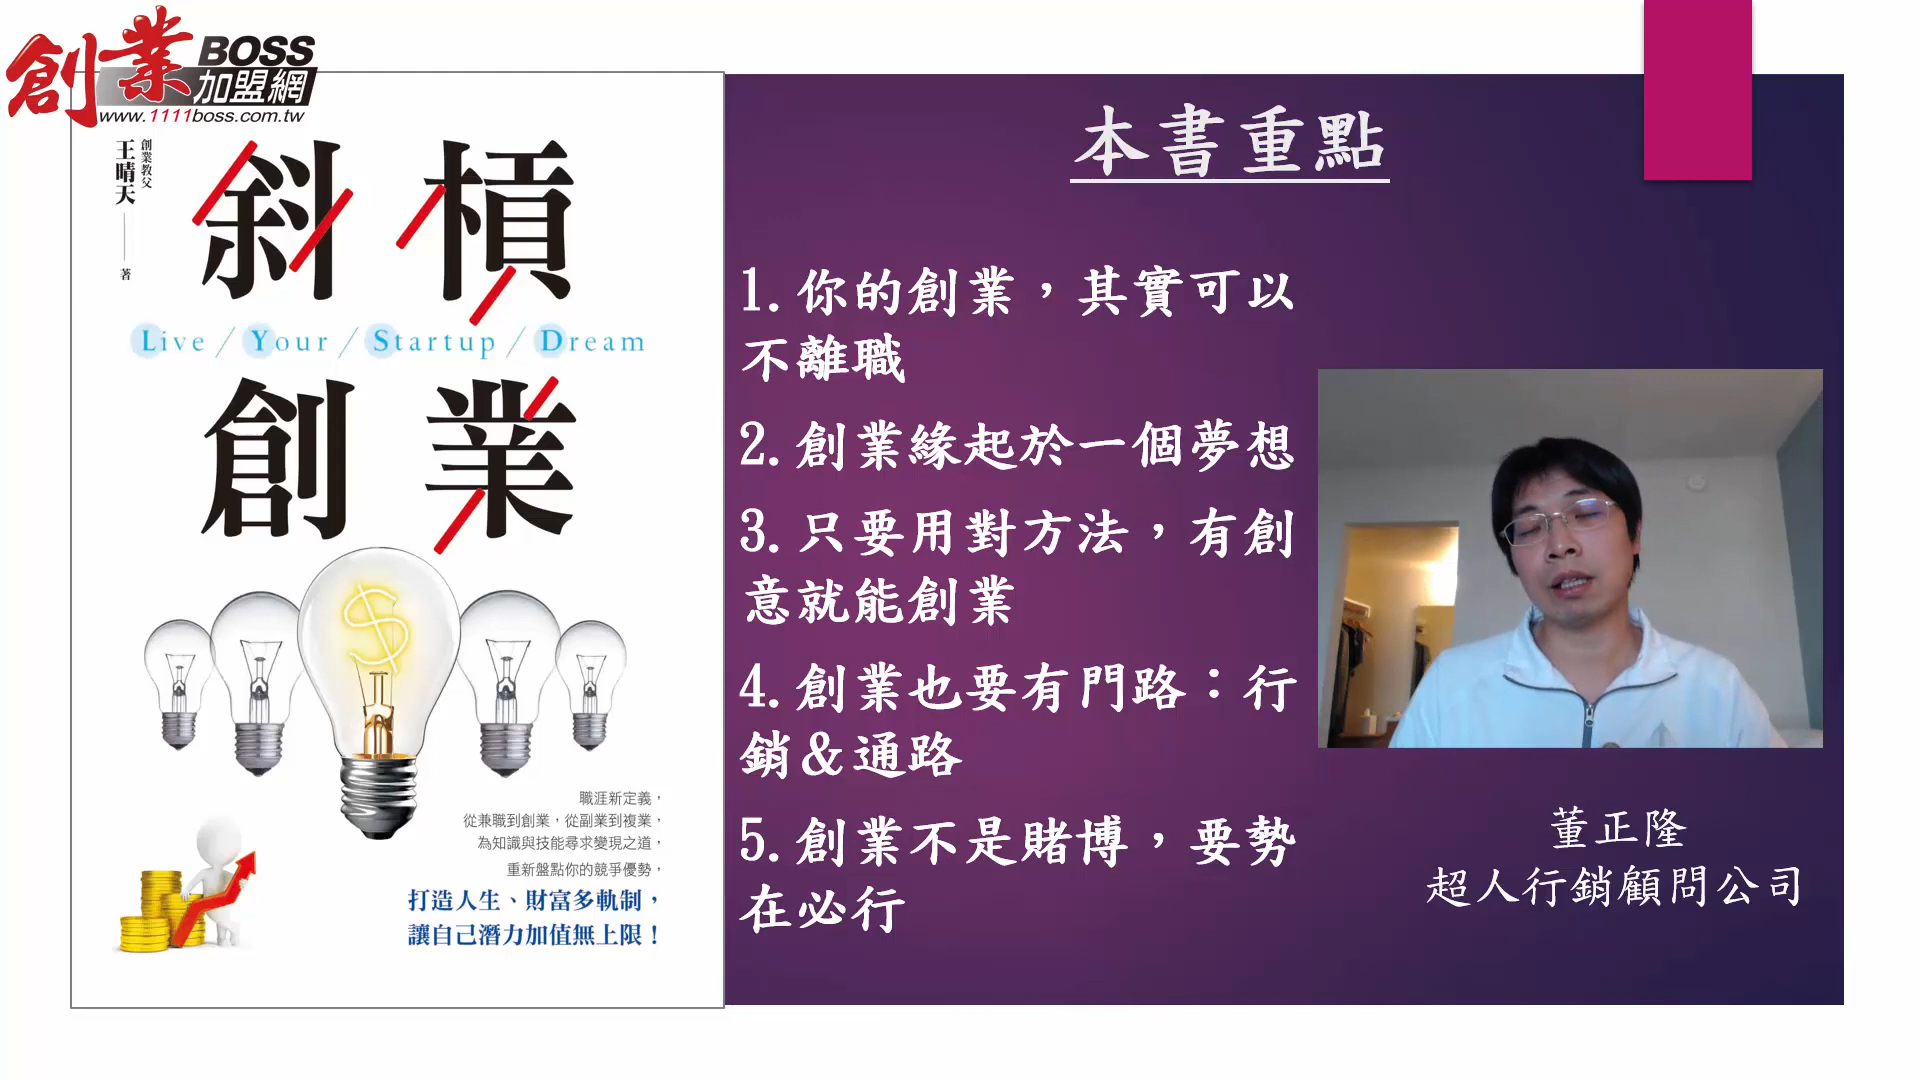 創業BOSS
加盟網
www.1111boss.com.tw
創業教父
王晴天
著
斜槓
Live / Your / Startup / Dream
創業
$
職涯新定義，
從兼職到創業，從副業到複業，
為知識與技能尋求變現之道，
重新盤點你的競爭優勢，
打造人生、財富多軌制，
讓自己潛力加值無上限！
本書重點
1.你的創業，其實可以
不離職
2.創業緣起於一個夢想
3.只要用對方法，有創
意就能創業
4.創業也要有門路：行
銷＆通路
5.創業不是賭博，要勢
在必行
董正隆
超人行銷顧問公司